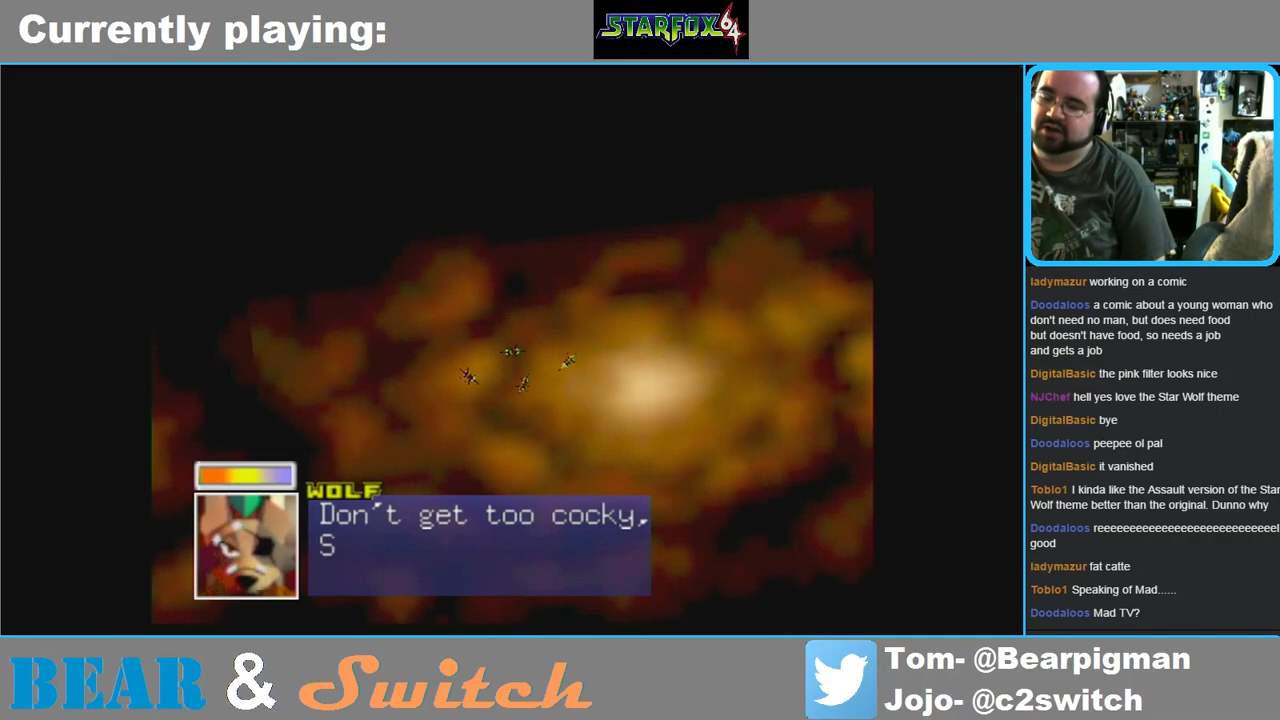 Currently playing:
STARFOX 64
WOLF
Don't get too cocky,
S
ladymazur working on a comic
Doodaloos a comic about a young woman who
don't need no man, but does need food
but doesn't have food, so needs a job
and gets a job
DigitalBasic the pink filter looks nice
NJChef hell yes love the Star Wolf theme
DigitalBasic bye
Doodaloos peepee ol pal
DigitalBasic it vanished
Toblo1 I kinda like the Assault version of the Star
Wolf theme better than the original. Dunno why
Doodaloos reeeeeeeeeeeeeeeeeeeeeeeeeeel
good
ladymazur fat catte
Toblo1 Speaking of Mad......
Doodaloos Mad TV?
BEAR & Switch
Tom- @Bearpigman
Jojo- @c2switch